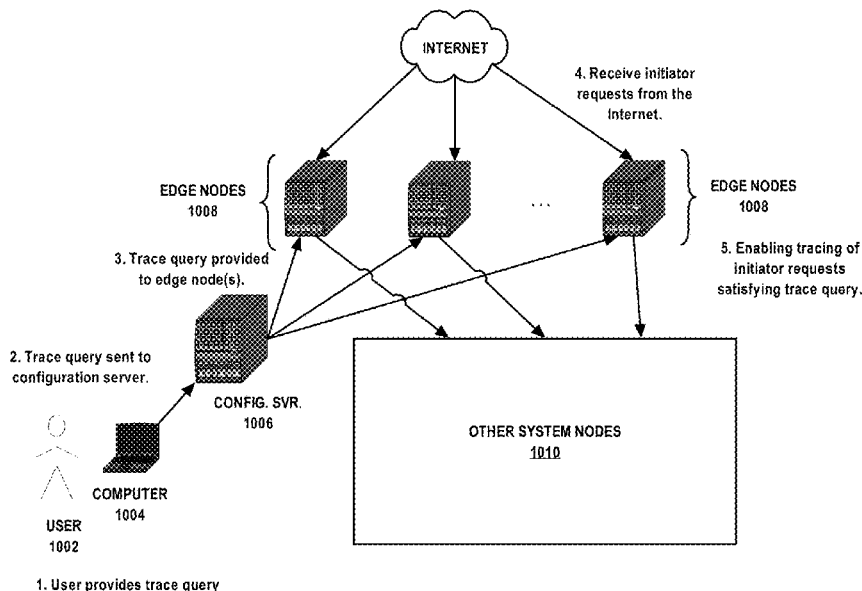 INTERNET
4. Receive initiator
requests from the
Internet.
EDGE NODES
1008
...
EDGE NODES
1008
3. Trace query provided
to edge node(s).
5. Enabling tracing of
initiator requests
satisfying trace query.
2. Trace query sent to
configuration server.
CONFIG. SVR.
1006
OTHER SYSTEM NODES
1010
COMPUTER
1004
USER
1002
1. User provides trace query